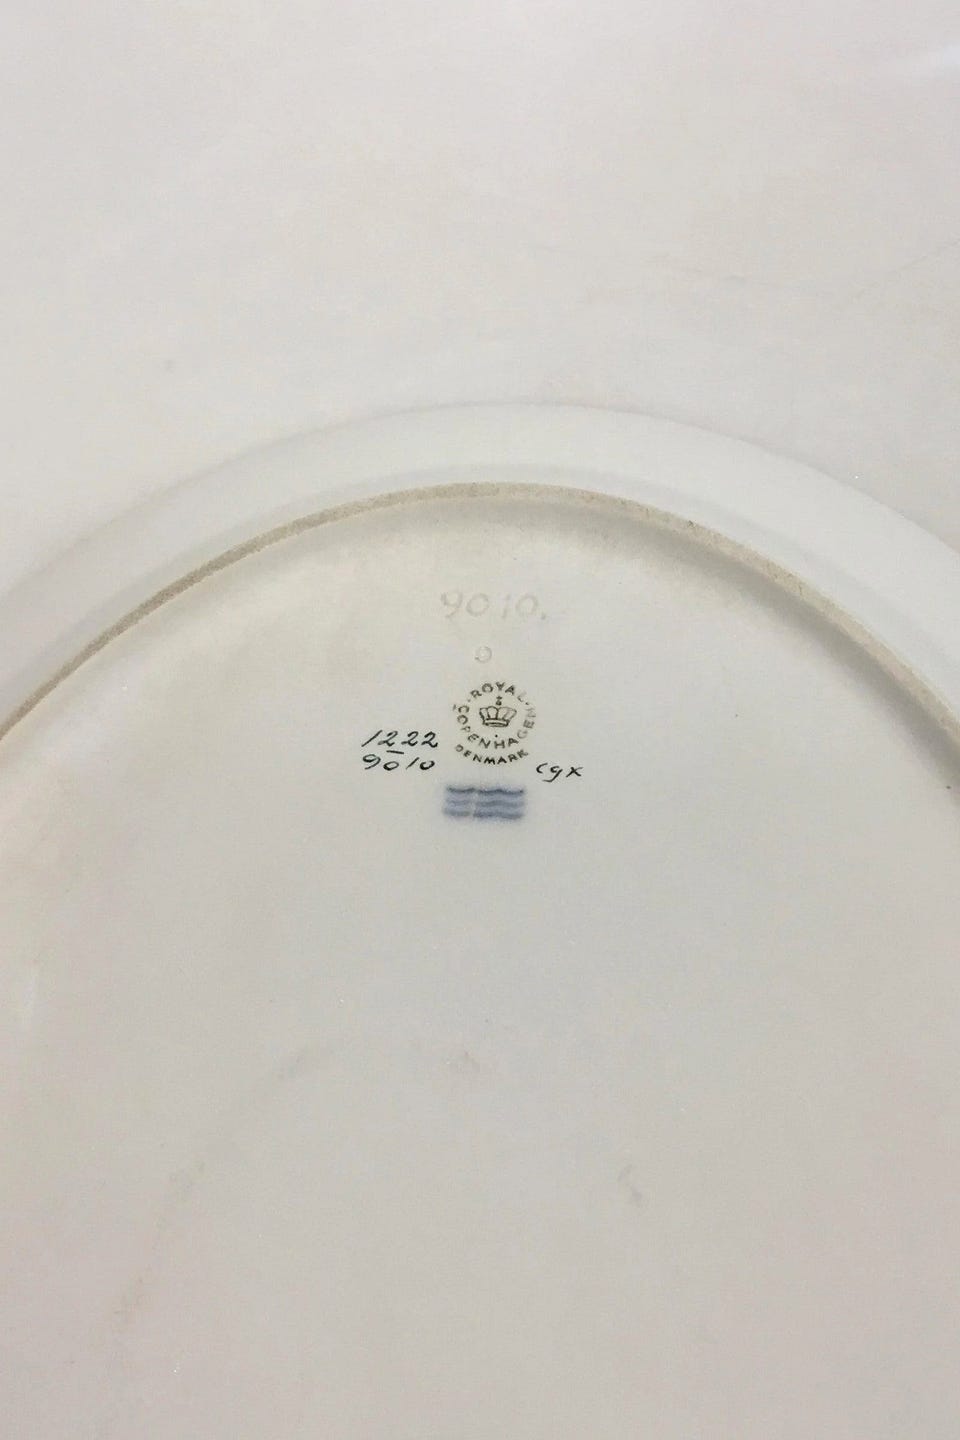 9010.
ROYAL COPENHAGEN
DENMARK
1222
9010
cgx